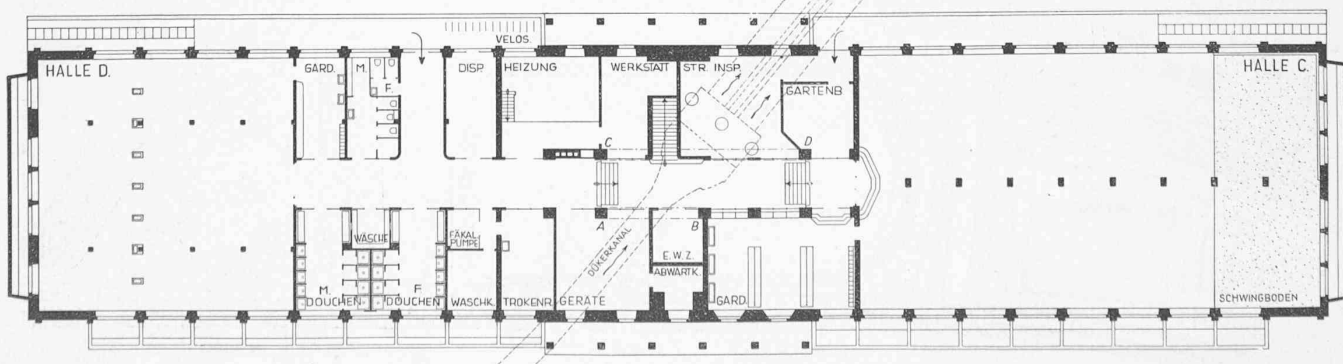 VELOS.
HALLE D.
GARD.
M.
F.
DISP.
HEIZUNG
WERKSTATT
STR. INSP.
GARTENB
HALLE C.
C
D
A
B
DÜKERKANAL
WÄSCHE
FÄKAL-
PUMPE
E.W.Z.
ABWARTK.
M.
DOUCHEN
F.
DOUCHEN
WASCHK.
TROKENR.
GERÄTE
GARD.
SCHWINGBODEN